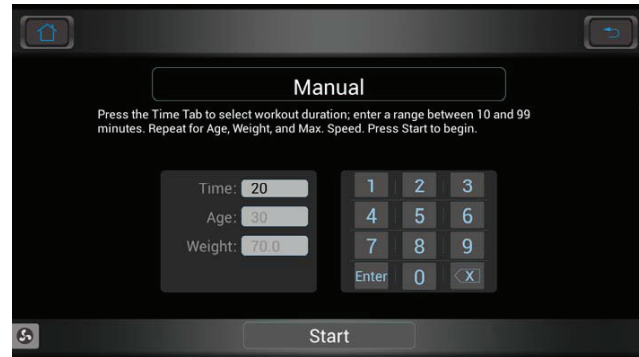 Manual
Press the Time Tab to select workout duration; enter a range between 10 and 99
minutes. Repeat for Age, Weight, and Max. Speed. Press Start to begin.
Time: 20
Age: 30
Weight: 70.0
1 2 3
4 5 6
7 8 9
Enter 0 X
Start